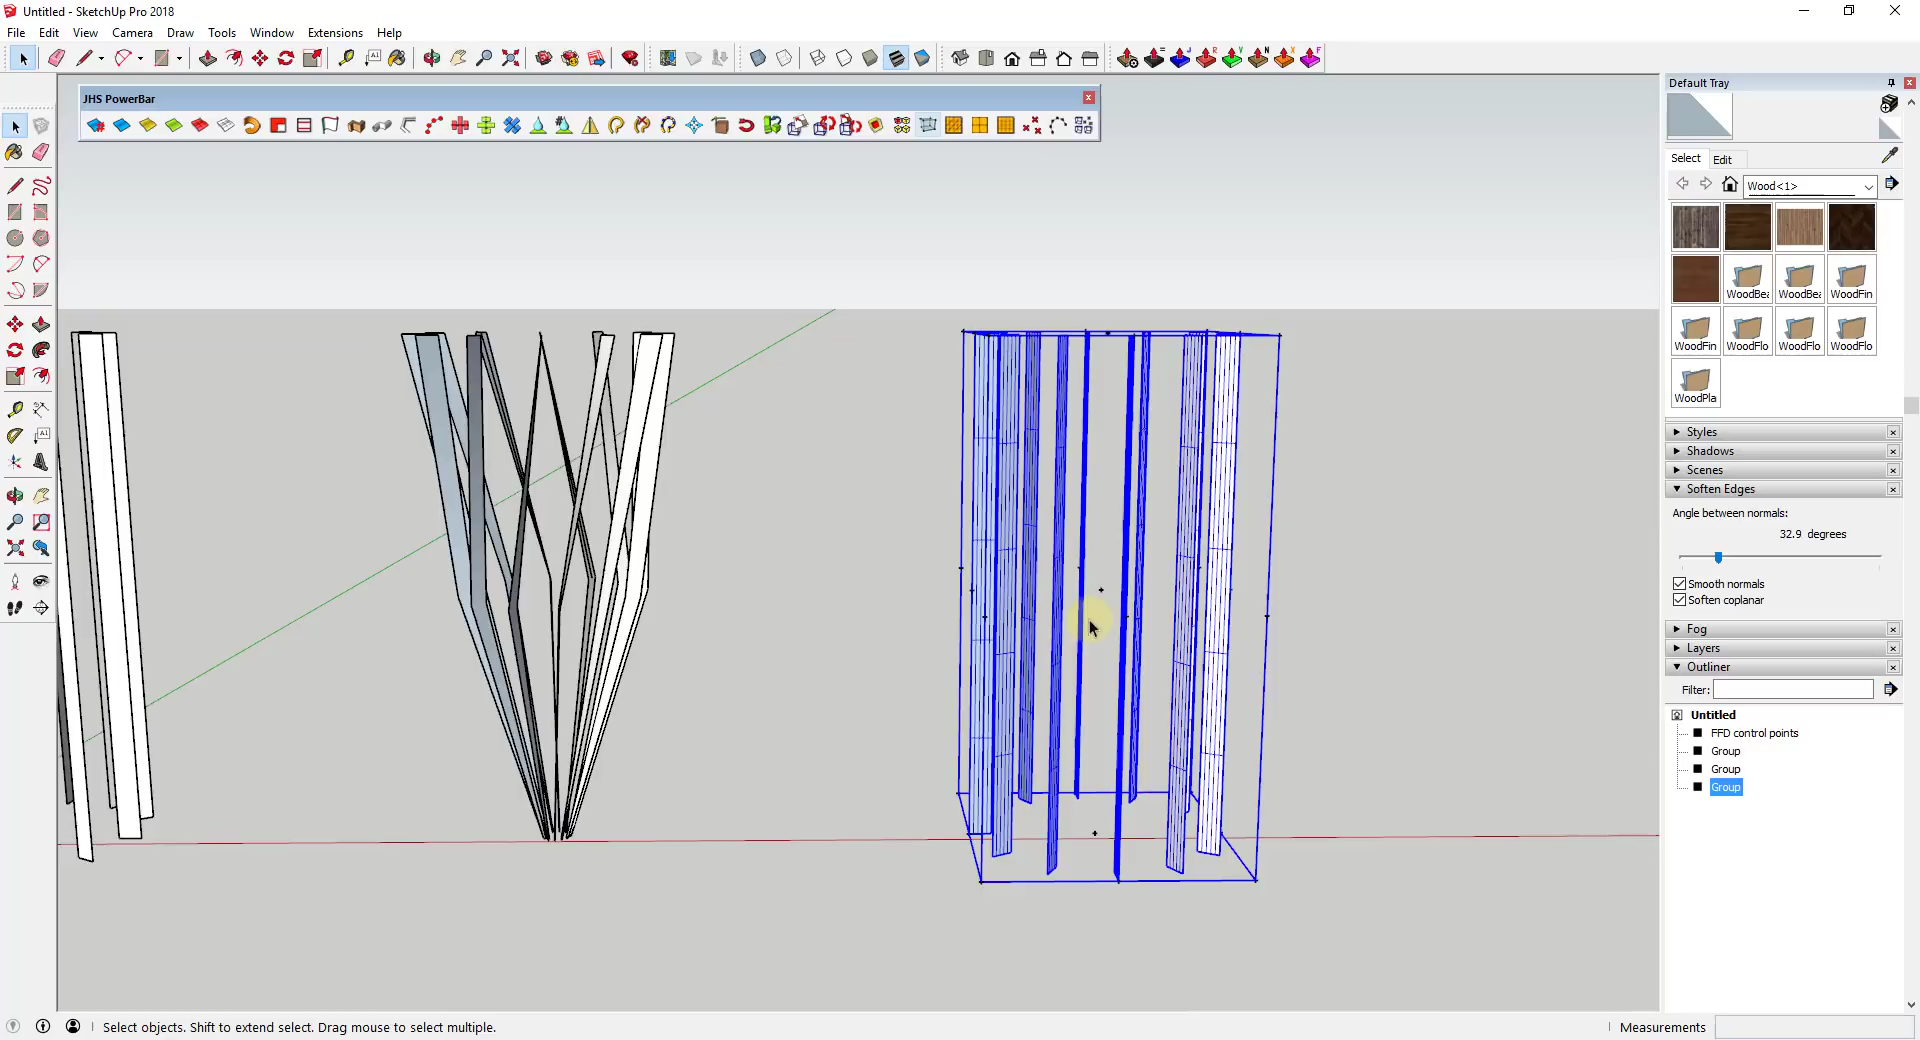 Untitled - SketchUp Pro 2018
File Edit View Camera Draw Tools Window Extensions Help
Default Tray
JHS PowerBar
Select Edit
Wood<1>
WoodBea WoodBea WoodFin
WoodFin WoodFlo WoodFlo WoodFlo
WoodPla
Styles
Shadows
Scenes
Soften Edges
Angle between normals:
32.9 degrees
Smooth normals
Soften coplanar
Fog
Layers
Outliner
Filter:
Untitled
FFD control points
Group
Group
Group
Select objects. Shift to extend select. Drag mouse to select multiple.
Measurements